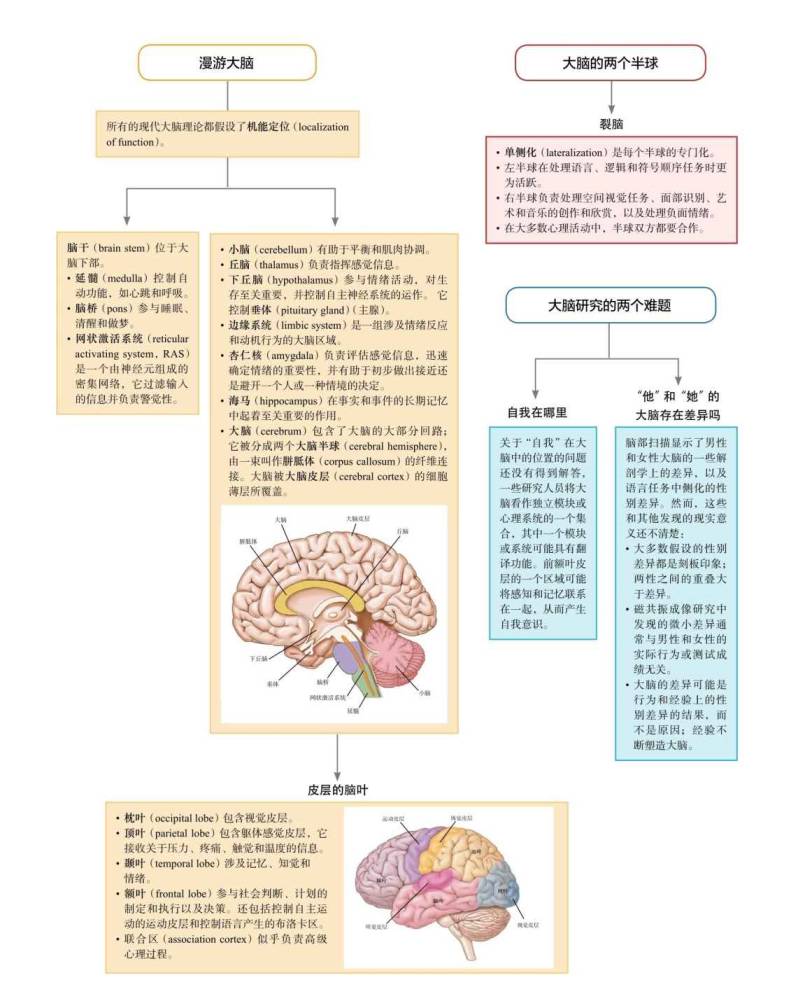 漫游大脑
所有的现代大脑理论都假设了机能定位（localization
of function）。
脑干（brain stem）位于大
脑下部。
• 延髓（medulla）控制自
动功能，如心跳和呼吸。
• 脑桥（pons）参与睡眠、
清醒和做梦。
• 网状激活系统（reticular
activating system，RAS）
是一个由神经元组成的
密集网络，它过滤输入
的信息并负责警觉性。
• 小脑（cerebellum）有助于平衡和肌肉协调。
• 丘脑（thalamus）负责指挥感觉信息。
• 下丘脑（hypothalamus）参与情绪活动，对生
存至关重要，并控制自主神经系统的运作。它
控制垂体（pituitary gland）（主腺）。
• 边缘系统（limbic system）是一组涉及情绪反应
和动机行为的大脑区域。
• 杏仁核（amygdala）负责评估感觉信息，迅速
确定情绪的重要性，并有助于初步做出接近还
是避开一个人或一种情境的决定。
• 海马（hippocampus）在事实和事件的长期记忆
中起着至关重要的作用。
• 大脑（cerebrum）包含了大脑的大部分回路；
它被分成两个大脑半球（cerebral hemisphere），
由一束叫作胼胝体（corpus callosum）的纤维连
接。大脑被大脑皮层（cerebral cortex）的细胞
薄层所覆盖。
大脑
大脑皮层
丘脑
胼胝体
下丘脑
垂体
脑桥
网状激活系统
延髓
小脑
皮层的脑叶
• 枕叶（occipital lobe）包含视觉皮层。
• 顶叶（parietal lobe）包含躯体感觉皮层，它
接收关于压力、疼痛、触觉和温度的信息。
• 颞叶（temporal lobe）涉及记忆、知觉和
情绪。
• 额叶（frontal lobe）参与社会判断、计划的
制定和执行以及决策。还包括控制自主运
动的运动皮层和控制语言产生的布洛卡区。
• 联合区（association cortex）似乎负责高级
心理过程。
运动皮层
体觉皮层
顶叶
额叶
枕叶
颞叶
听觉皮层
视觉皮层
大脑的两个半球
裂脑
• 单侧化（lateralization）是每个半球的专门化。
• 左半球在处理语言、逻辑和符号顺序任务时更
为活跃。
• 右半球负责处理空间视觉任务、面部识别、艺
术和音乐的创作和欣赏，以及处理负面情绪。
• 在大多数心理活动中，半球双方都要合作。
大脑研究的两个难题
自我在哪里
关于“自我”在大
脑中的位置的问题
还没有得到解答，
一些研究人员将大
脑看作独立模块或
心理系统的一个集
合，其中一个模块
或系统可能具有翻
译功能。前额叶皮
层的一个区域可能
将感知和记忆联系
在一起，从而产生
自我意识。
“他”和“她”的
大脑存在差异吗
脑部扫描显示了男性
和女性大脑的一些解
剖学上的差异，以及
语言任务中侧化的性
别差异。然而，这些
和其他发现的现实意
义还不清楚：
• 大多数假设的性别
差异都是刻板印象；
两性之间的重叠大
于差异。
• 磁共振成像研究中
发现的微小差异通
常与男性和女性的
实际行为或测试成
绩无关。
• 大脑的差异可能是
行为和经验上的性
别差异的结果，而
不是原因；经验不
断塑造大脑。